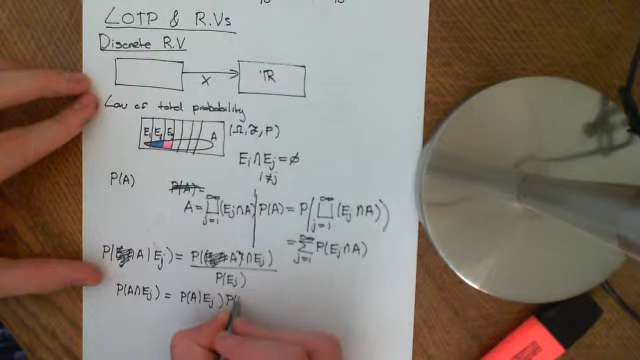 LOTP & R.Vs
Discrete R.V
X
ℝ
Law of total probability
E₁ E₂ E₃ A (Ω, ℱ, P)
Eᵢ∩Eⱼ=∅
i≠j
P(A)
P(A)=
A = ∐_{j=1}^{∞} (Eⱼ∩A) | P(A) = P(∐_{j=1}^{∞} (Eⱼ∩A))
= ∑_{j=1}^{∞} P(Eⱼ∩A)
P(A|Eⱼ) = P(A∩Eⱼ) / P(Eⱼ)
P(A∩Eⱼ) = P(A|Eⱼ) P(